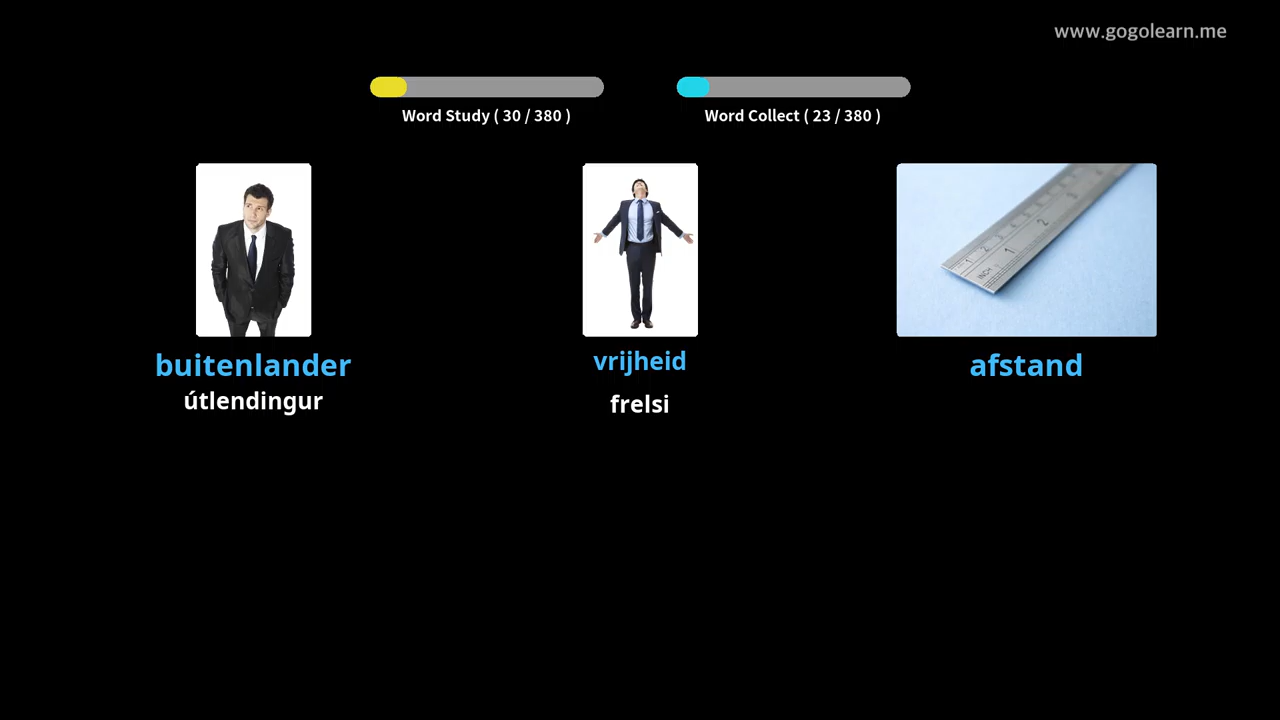 www.gogolearn.me
Word Study ( 30 / 380 )
Word Collect ( 23 / 380 )
buitenlander
útlendingur
vrijheid
frelsi
afstand